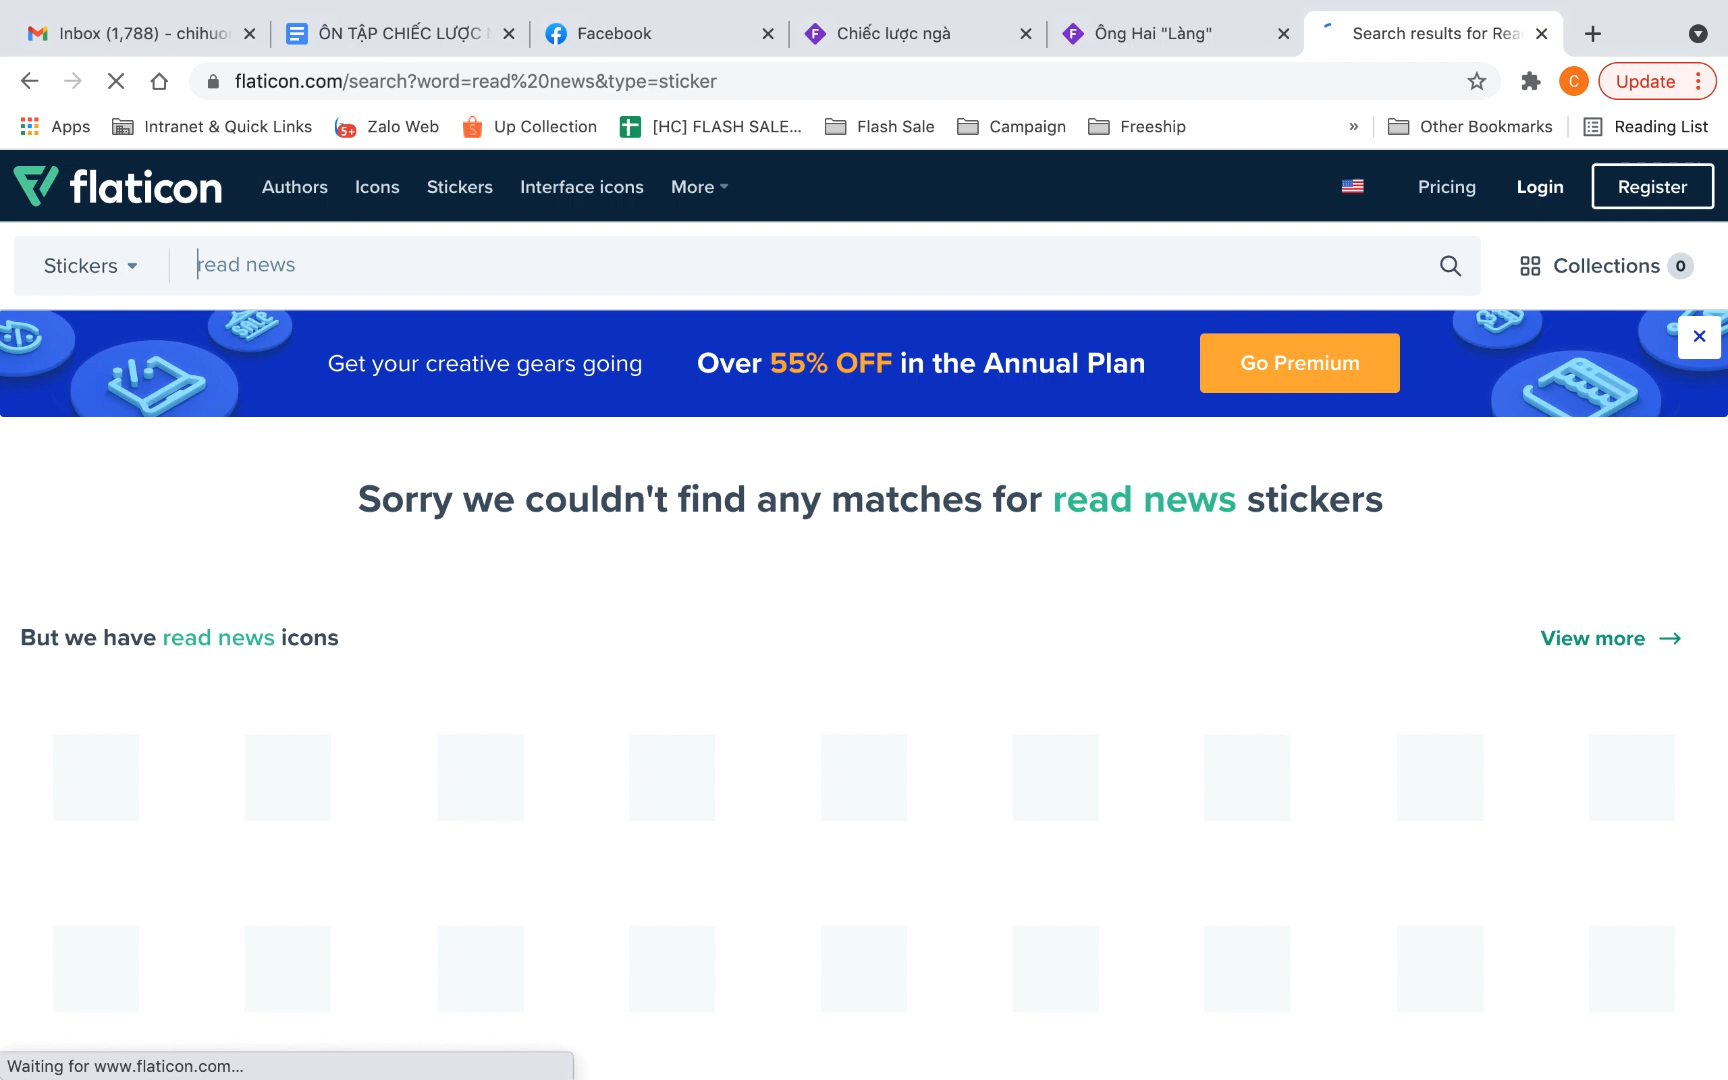 Inbox (1,788) - chihuo
ÔN TẬP CHIẾC LƯỢC
Facebook
Chiếc lược ngà
Ông Hai "Làng"
Search results for Rea
flaticon.com/search?word=read%20news&type=sticker
C
Update
Apps
Intranet & Quick Links
5+
Zalo Web
Up Collection
[HC] FLASH SALE...
Flash Sale
Campaign
Freeship
»
Other Bookmarks
Reading List
flaticon
Authors
Icons
Stickers
Interface icons
More
Pricing
Login
Register
Stickers
read news
Collections 0
SALE
Get your creative gears going
Over 55% OFF in the Annual Plan
Go Premium
Sorry we couldn't find any matches for read news stickers
But we have read news icons
View more →
Waiting for www.flaticon.com...